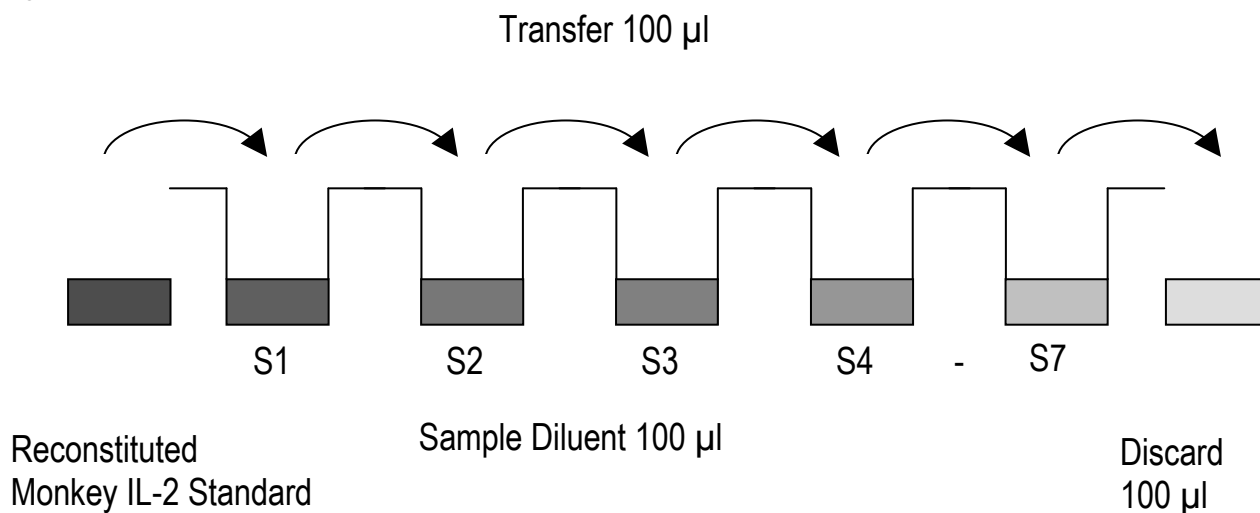 Transfer 100 µl
S1 S2 S3 S4 - S7
Reconstituted
Monkey IL-2 Standard
Sample Diluent 100 µl
Discard
100 µl